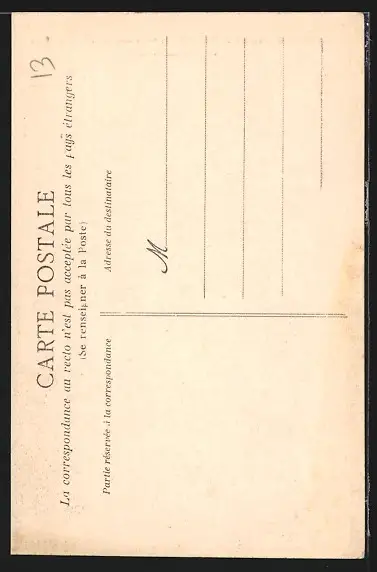 13.
CARTE POSTALE
La correspondance au recto n'est pas acceptée par tous les pays étrangers
(Se renseigner à la Poste)
Partie réservée à la correspondance
Adresse du destinataire
M